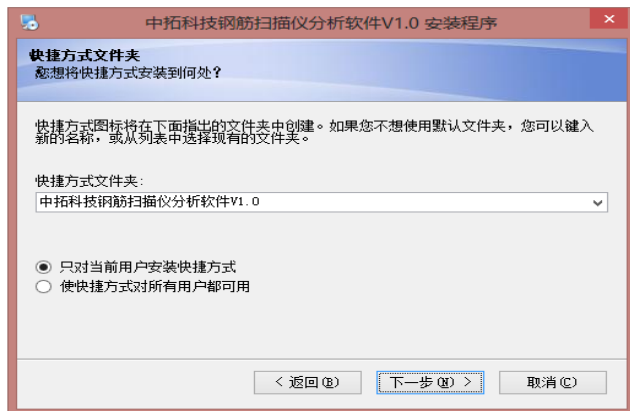 中拓科技钢筋扫描仪分析软件V1.0 安装程序
快捷方式文件夹
您想将快捷方式安装到何处?
快捷方式图标将在下面指出的文件夹中创建。如果您不想使用默认文件夹，您可以键入
新的名称，或从列表中选择现有的文件夹。
快捷方式文件夹:
中拓科技钢筋扫描仪分析软件V1.0
只对当前用户安装快捷方式
使快捷方式对所有用户都可用
< 返回(B)
下一步(N) >
取消(C)